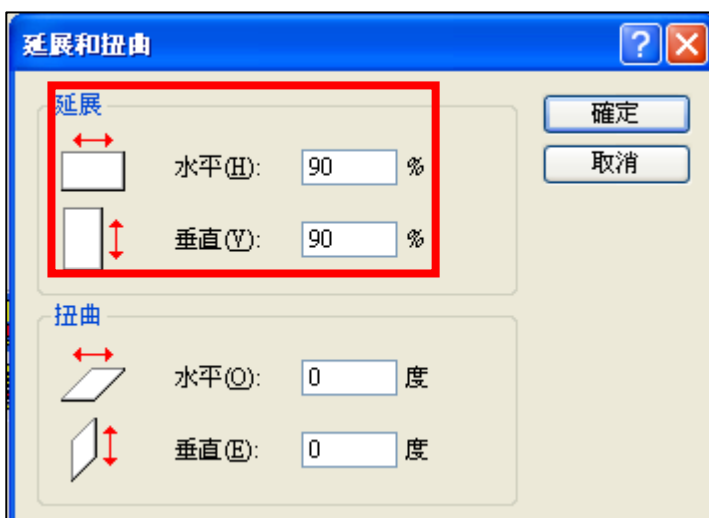 延展和扭曲
延展
水平(H): 90 %
垂直(V): 90 %
扭曲
水平(O): 0 度
垂直(E): 0 度
確定
取消